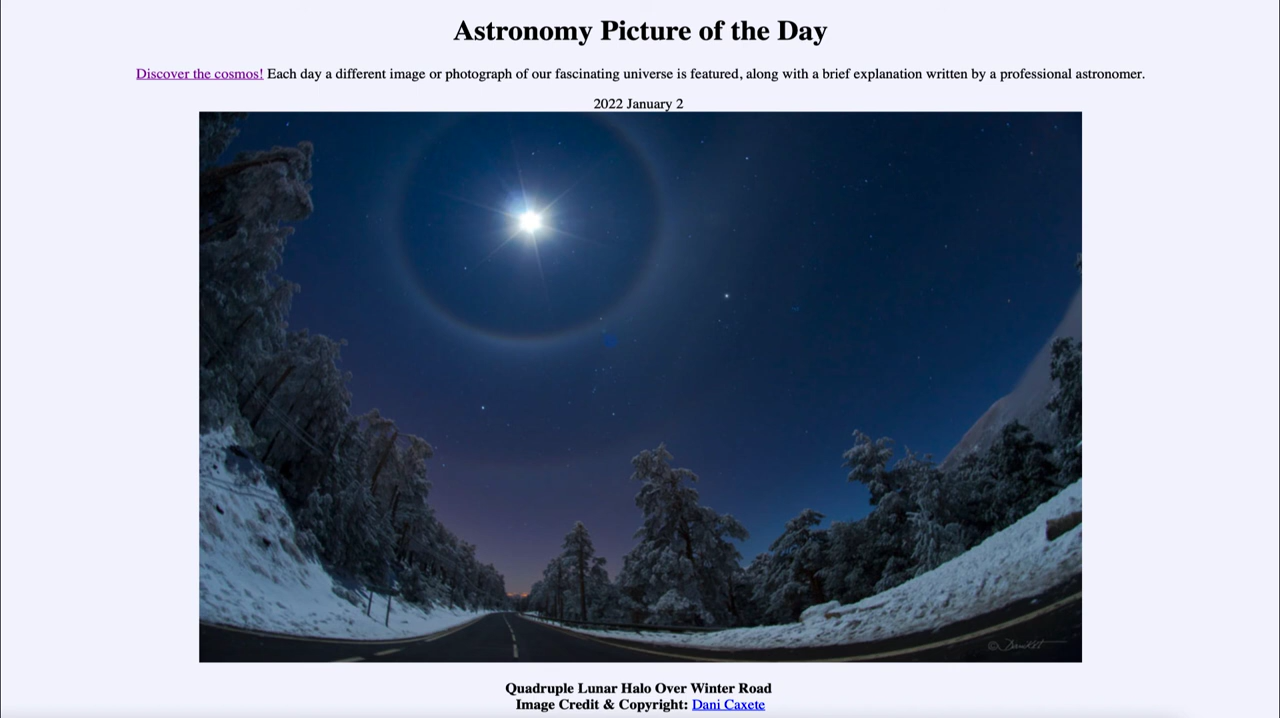 Astronomy Picture of the Day
Discover the cosmos! Each day a different image or photograph of our fascinating universe is featured, along with a brief explanation written by a professional astronomer.
2022 January 2
Quadruple Lunar Halo Over Winter Road
Image Credit & Copyright: Dani Caxete